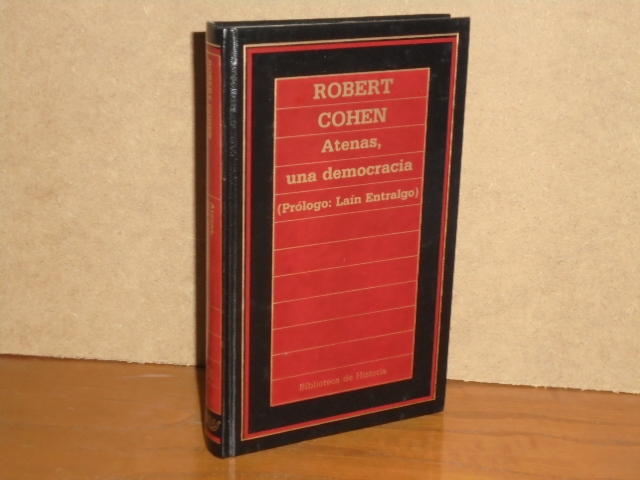 ROBERT
COHEN
Atenas,
una democracia
(Prólogo: Laín Entralgo)
Biblioteca de Historia